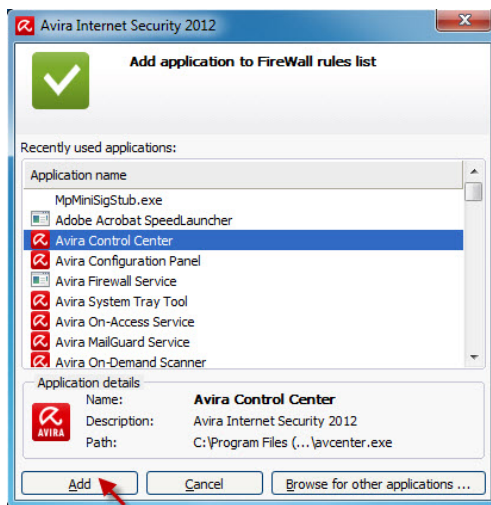 Avira Internet Security 2012
x
Add application to FireWall rules list
Recently used applications:
Application name
MpMiniSigStub.exe
Adobe Acrobat SpeedLauncher
Avira Control Center
Avira Configuration Panel
Avira Firewall Service
Avira System Tray Tool
Avira On-Access Service
Avira MailGuard Service
Avira On-Demand Scanner
Application details
AVIRA
Name: Avira Control Center
Description: Avira Internet Security 2012
Path: C:\Program Files (...\avcenter.exe
Add Cancel Browse for other applications ...